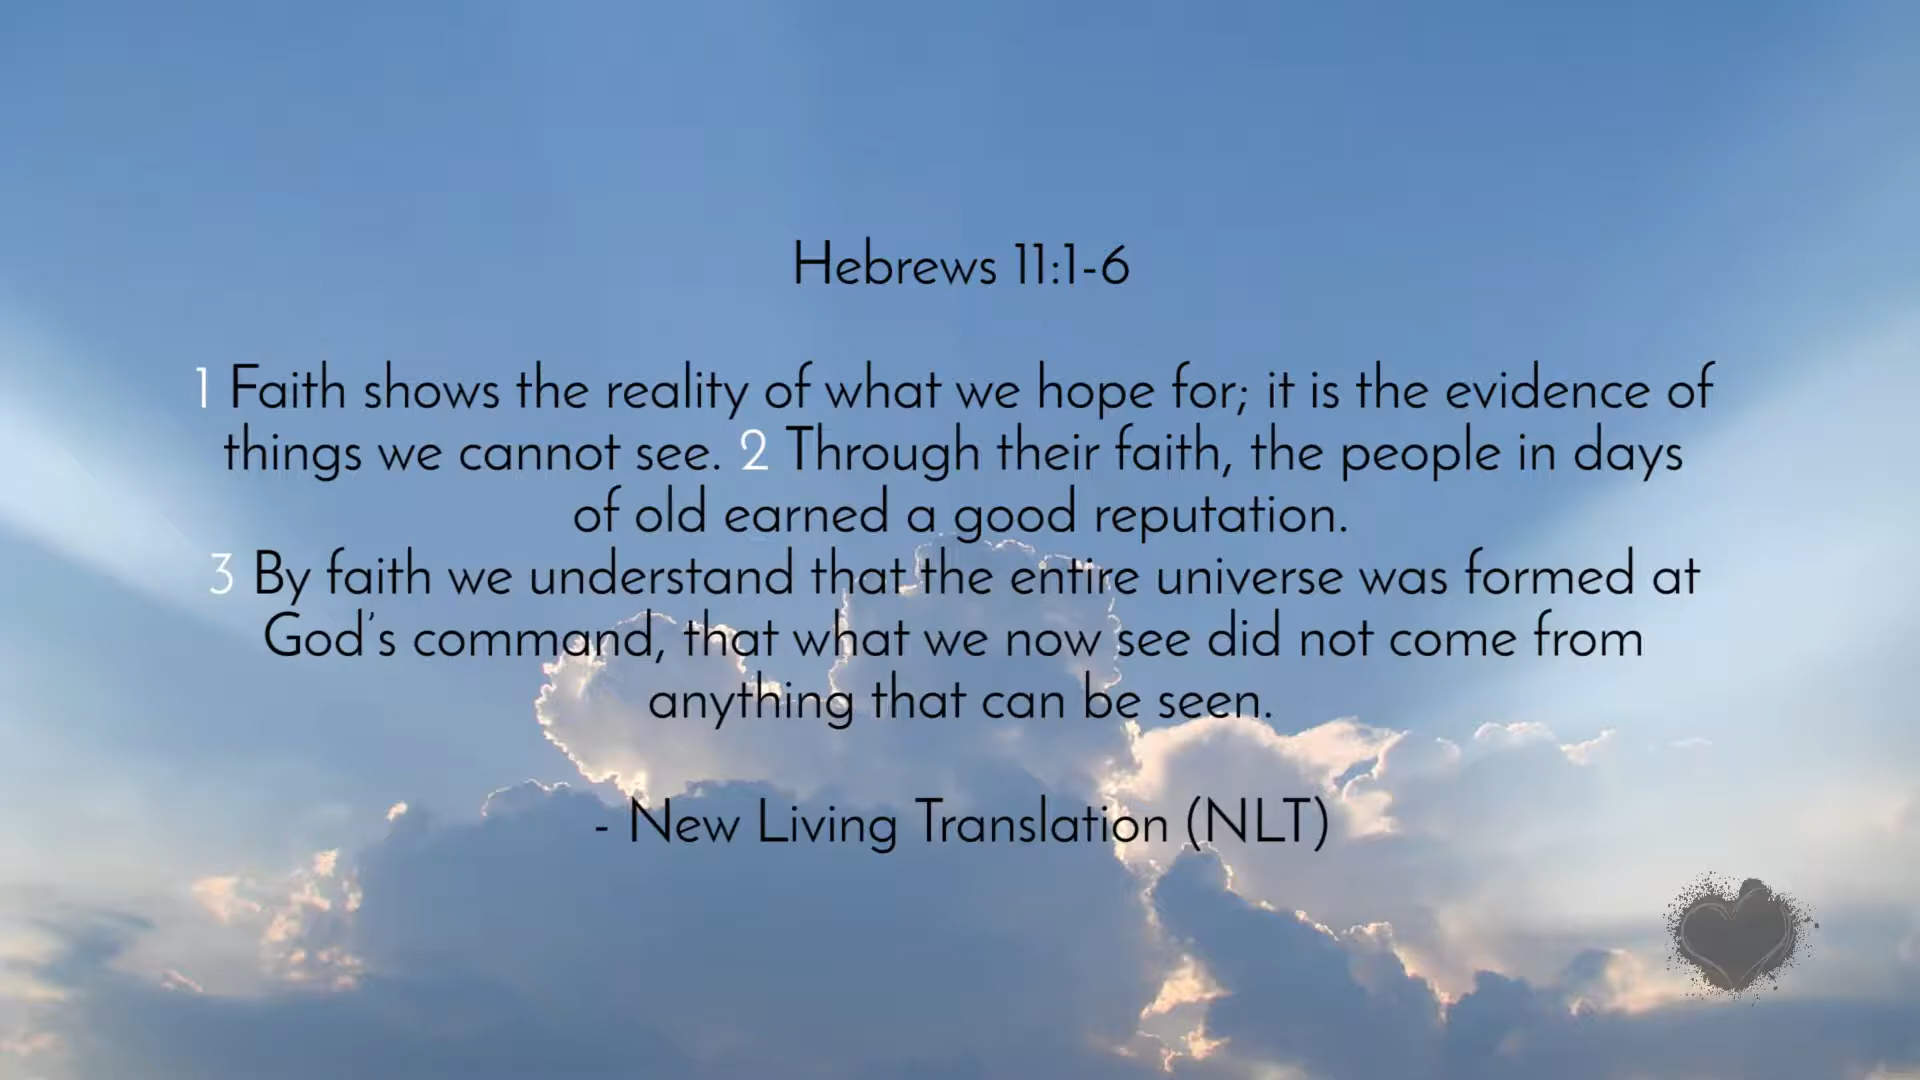 Hebrews 11:1-6
1 Faith shows the reality of what we hope for; it is the evidence of
things we cannot see. 2 Through their faith, the people in days
of old earned a good reputation.
3 By faith we understand that the entire universe was formed at
God's command, that what we now see did not come from
anything that can be seen.
- New Living Translation (NLT)